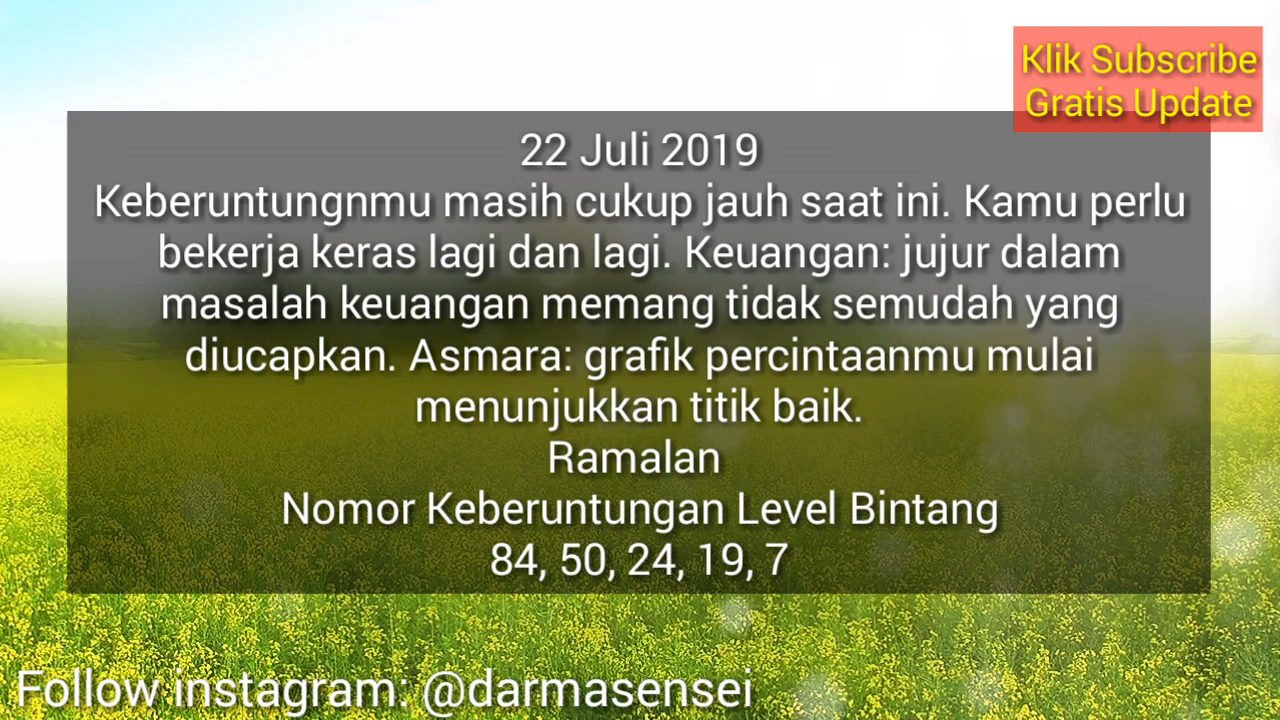 Klik Subscribe
Gratis Update
22 Juli 2019
Keberuntungnmu masih cukup jauh saat ini. Kamu perlu
bekerja keras lagi dan lagi. Keuangan: jujur dalam
masalah keuangan memang tidak semudah yang
diucapkan. Asmara: grafik percintaanmu mulai
menunjukkan titik baik.
Ramalan
Nomor Keberuntungan Level Bintang
84, 50, 24, 19, 7
Follow instagram: @darmasensei